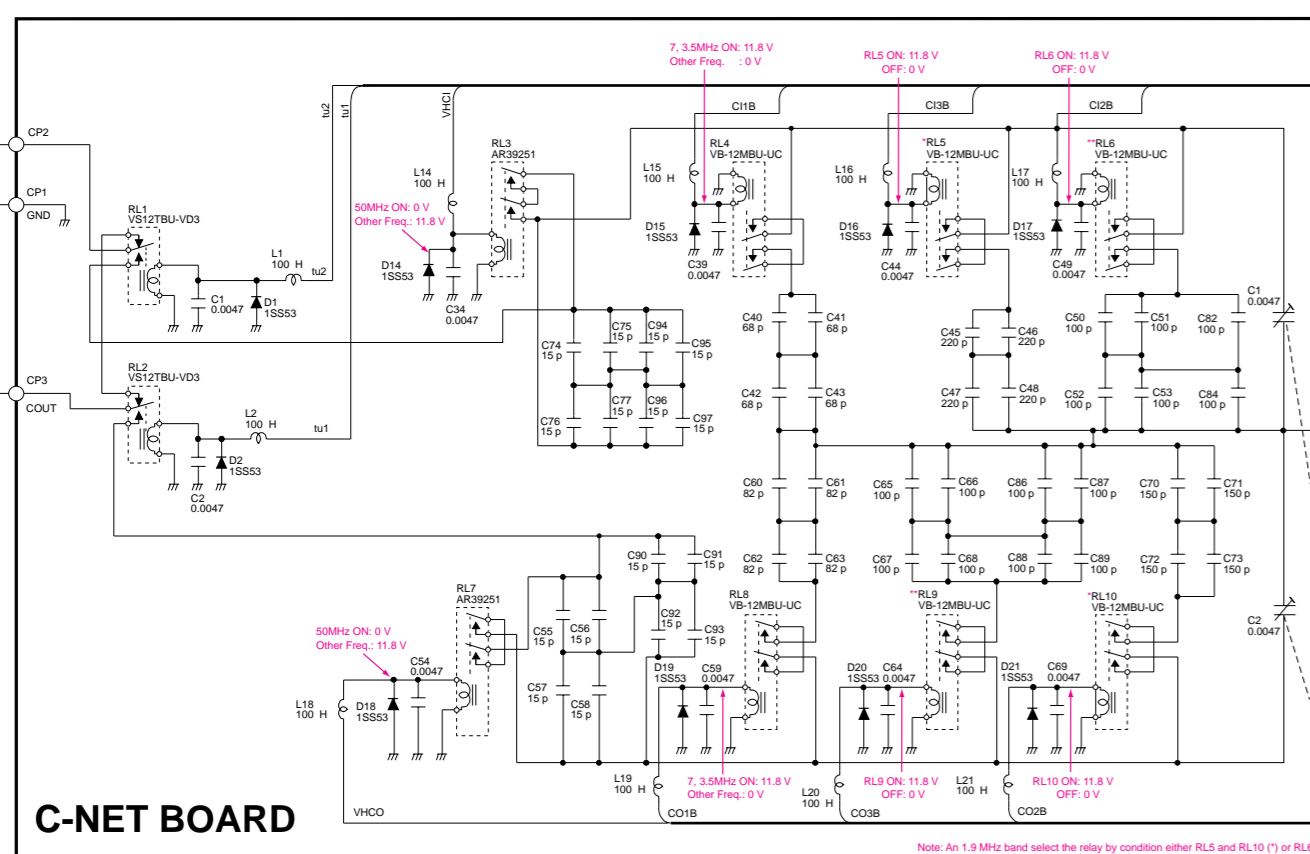 7, 3.5MHz ON: 11.8 V
Other Freq. : 0 V
RL5 ON: 11.8 V
OFF: 0 V
RL6 ON: 11.8 V
OFF: 0 V
tu2
tu1
VHCI
CI1B
CI3B
CI2B
CP2
CP1
GND
RL1
VS12TBU-VD3
L1
100 H
tu2
C1
0.0047
D1
1SS53
L14
100 H
RL3
AR39251
50MHz ON: 0 V
Other Freq.: 11.8 V
D14
1SS53
C34
0.0047
L15
100 H
RL4
VB-12MBU-UC
D15
1SS53
C39
0.0047
L16
100 H
*RL5
VB-12MBU-UC
D16
1SS53
C44
0.0047
L17
100 H
**RL6
VB-12MBU-UC
D17
1SS53
C49
0.0047
C1
0.0047
C74
15 p
C75
15 p
C94
15 p
C95
15 p
C76
15 p
C77
15 p
C96
15 p
C97
15 p
C40
68 p
C41
68 p
C42
68 p
C43
68 p
C45
220 p
C46
220 p
C47
220 p
C48
220 p
C50
100 p
C51
100 p
C82
100 p
C52
100 p
C53
100 p
C84
100 p
RL2
VS12TBU-VD3
CP3
COUT
L2
100 H
tu1
D2
1SS53
C2
0.0047
C60
82 p
C61
82 p
C62
82 p
C63
82 p
C65
100 p
C66
100 p
C86
100 p
C87
100 p
C67
100 p
C68
100 p
C88
100 p
C89
100 p
C70
150 p
C71
150 p
C72
150 p
C73
150 p
C90
15 p
C91
15 p
C92
15 p
C93
15 p
RL7
AR39251
C55
15 p
C56
15 p
C57
15 p
C58
15 p
50MHz ON: 0 V
Other Freq.: 11.8 V
C54
0.0047
L18
100 H
D18
1SS53
RL8
VB-12MBU-UC
D19
1SS53
C59
0.0047
**RL9
VB-12MBU-UC
D20
1SS53
C64
0.0047
*RL10
VB-12MBU-UC
D21
1SS53
C69
0.0047
C2
0.0047
L19
100 H
7, 3.5MHz ON: 11.8 V
Other Freq.: 0 V
L20
100 H
RL9 ON: 11.8 V
OFF: 0 V
L21
100 H
RL10 ON: 11.8 V
OFF: 0 V
C-NET BOARD
VHCO
CO1B
CO3B
CO2B
Note: An 1.9 MHz band select the relay by condition either RL5 and RL10 (*) or RL6